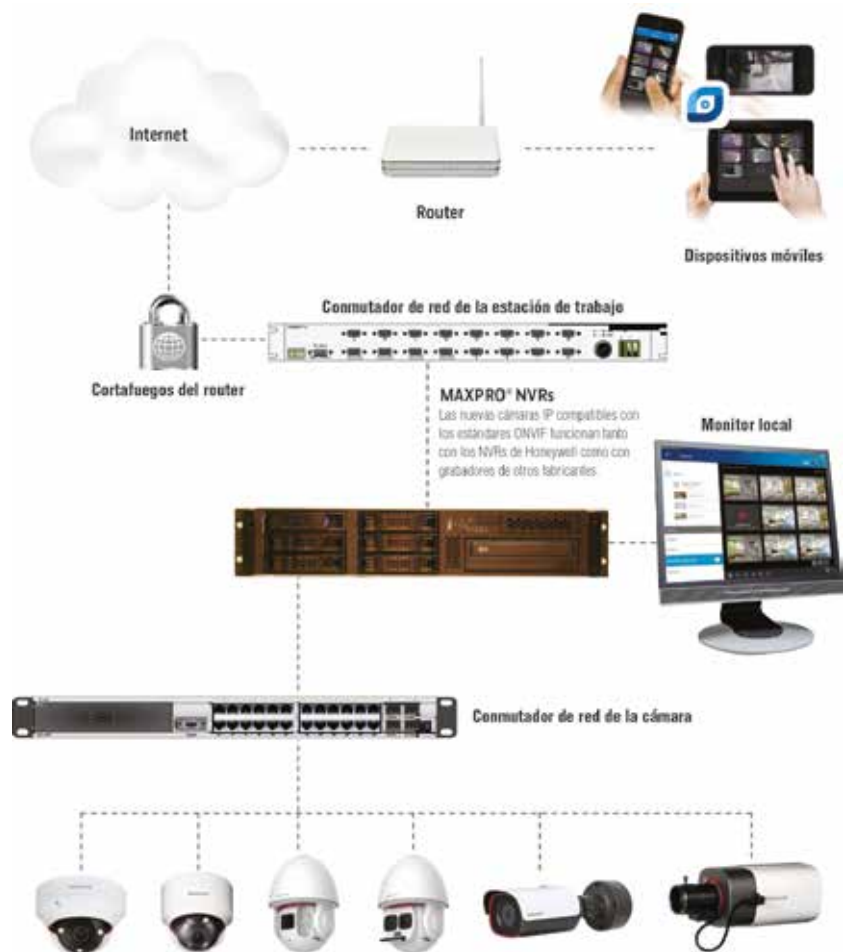 Internet
Router
Dispositivos móviles
Conmutador de red de la estación de trabajo
Cortafuegos del router
MAXPRO® NVRs
Las nuevas cámaras IP compatibles con
los estándares ONVIF funcionan tanto
con los NVRs de Honeywell como con
grabadores de otros fabricantes
Monitor local
Conmutador de red de la cámara